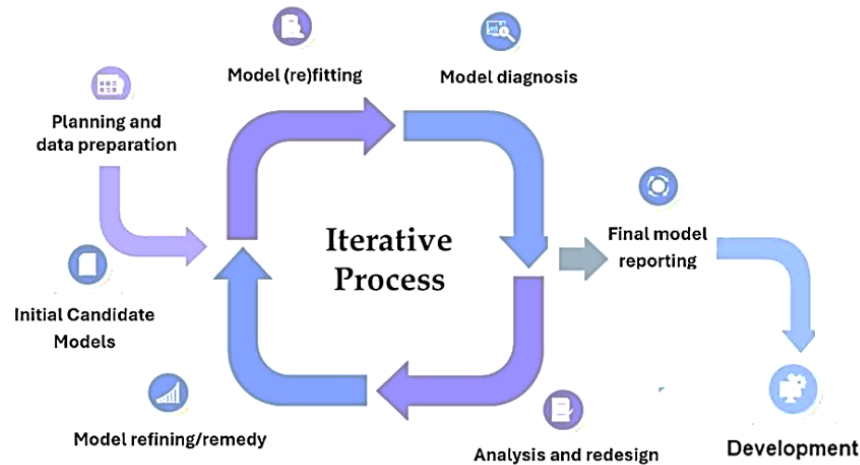 Model (re)fitting
Model diagnosis
Planning and
data preparation
Iterative
Process
Final model
reporting
Initial Candidate
Models
Model refining/remedy
Analysis and redesign
Development